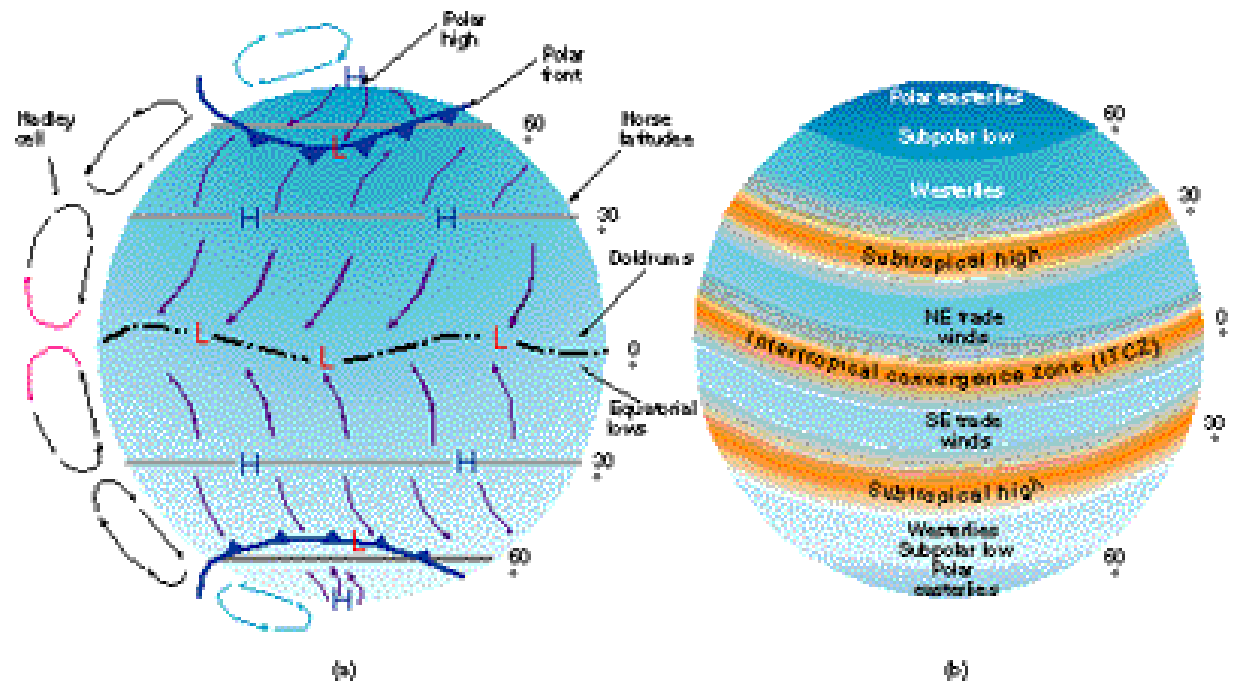 Polar
high
Polar
front
Hadley
cell
Horse
latitudes
Doldrums
Equatorial
lows
H
L
H
H
L
L
L
H
H
L
H
60
30
0
30
60
(a)
Polar easterlies
Subpolar low
Westerlies
Subtropical high
NE trade
winds
Intertropical convergence zone (ITCZ)
SE trade
winds
Subtropical high
Westerlies
Subpolar low
Polar
easterlies
60
30
0
30
60
(b)